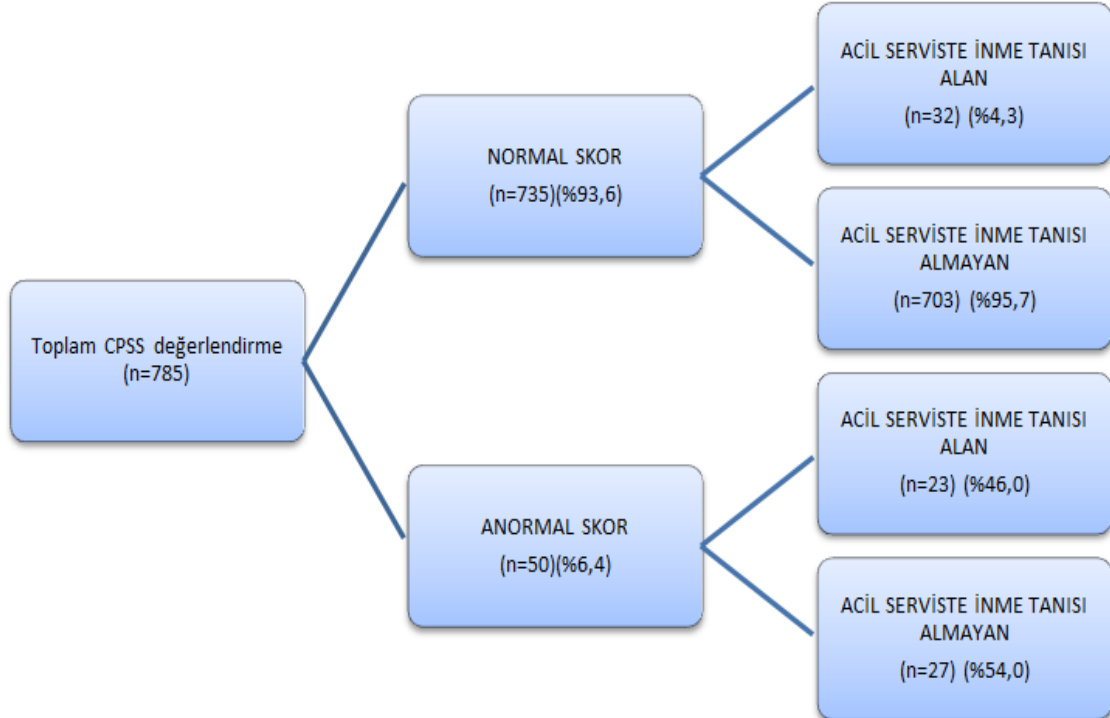 Toplam CPSS değerlendirme
(n=785)
NORMAL SKOR
(n=735)(%93,6)
ACİL SERVİSTE İNME TANISI
ALAN
(n=32) (%4,3)
ACİL SERVİSTE İNME TANISI
ALMAYAN
(n=703) (%95,7)
ANORMAL SKOR
(n=50)(%6,4)
ACİL SERVİSTE İNME TANISI
ALAN
(n=23) (%46,0)
ACİL SERVİSTE İNME TANISI
ALMAYAN
(n=27) (%54,0)